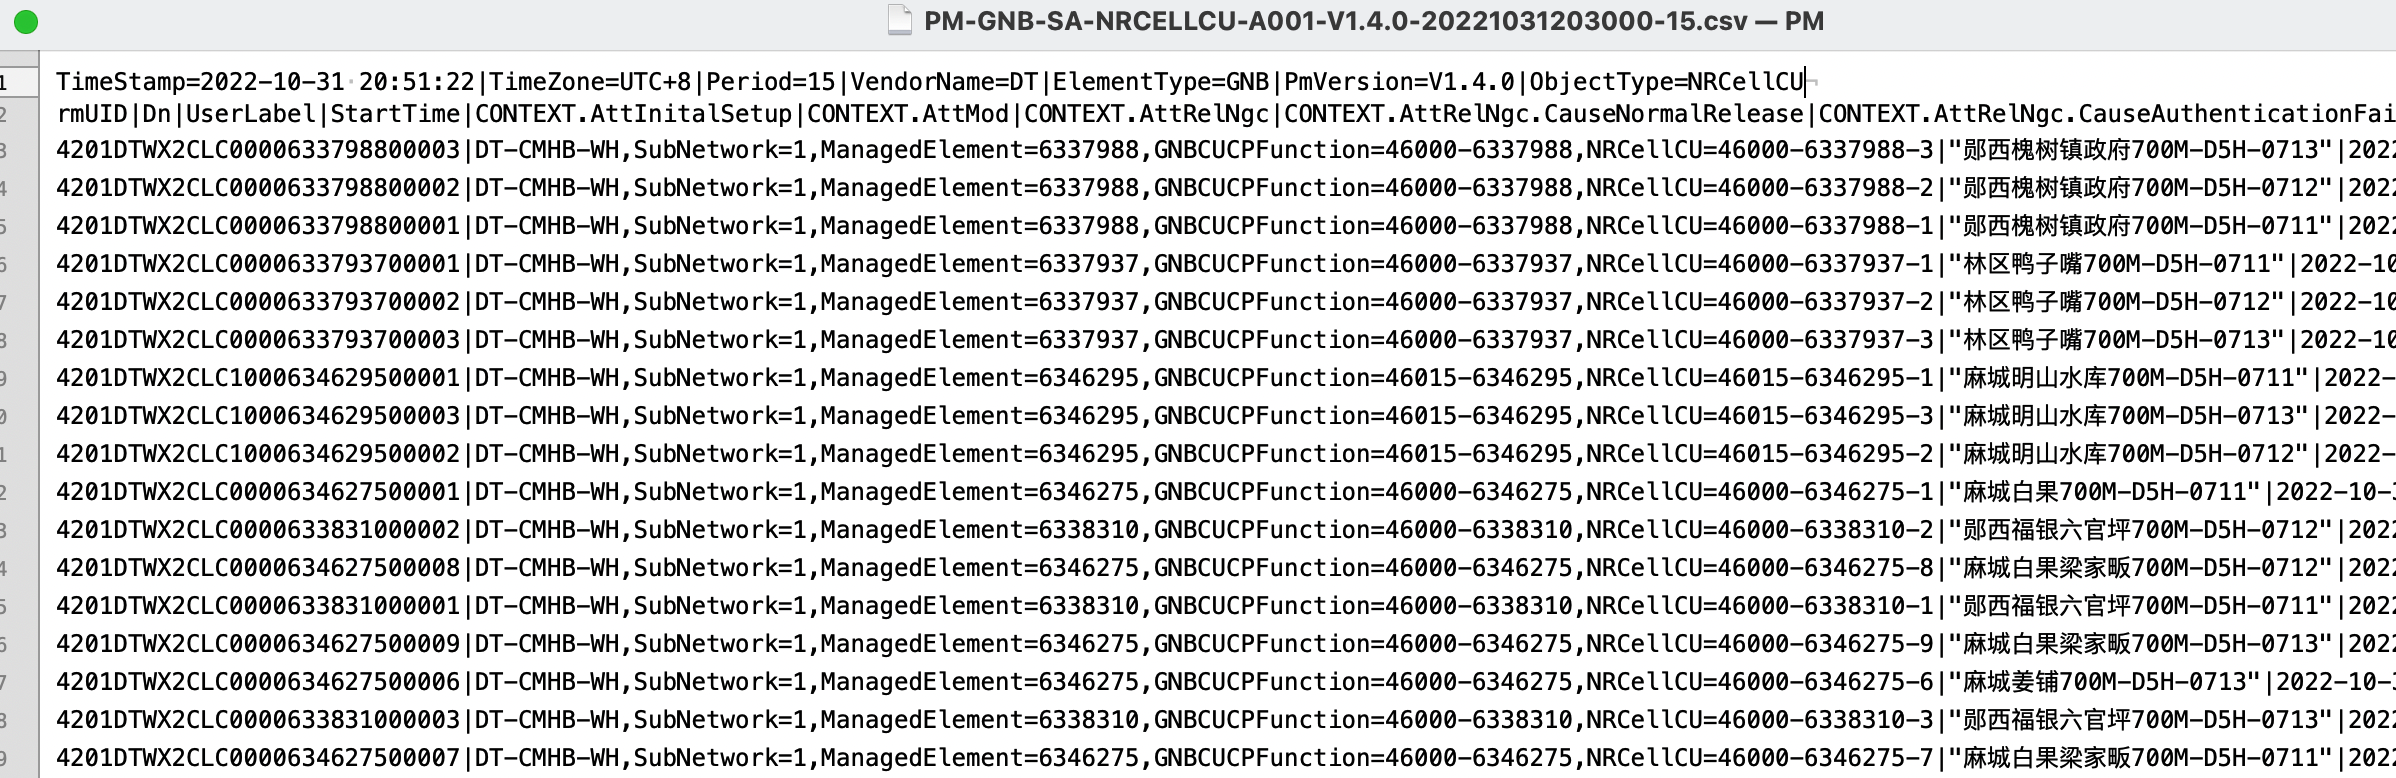 PM-GNB-SA-NRCELLCU-A001-V1.4.0-20221031203000-15.csv — PM
1 TimeStamp=2022-10-31 20:51:22|TimeZone=UTC+8|Period=15|VendorName=DT|ElementType=GNB|PmVersion=V1.4.0|ObjectType=NRCellCU
2 rmUID|Dn|UserLabel|StartTime|CONTEXT.AttInitalSetup|CONTEXT.AttMod|CONTEXT.AttRelNgc|CONTEXT.AttRelNgc.CauseNormalRelease|CONTEXT.AttRelNgc.CauseAuthenticationFai
3 4201DTWX2CLC0000633798800003|DT-CMHB-WH,SubNetwork=1,ManagedElement=6337988,GNBCUCPFunction=46000-6337988,NRCellCU=46000-6337988-3|"郧西槐树镇政府700M-D5H-0713"|2022
4 4201DTWX2CLC0000633798800002|DT-CMHB-WH,SubNetwork=1,ManagedElement=6337988,GNBCUCPFunction=46000-6337988,NRCellCU=46000-6337988-2|"郧西槐树镇政府700M-D5H-0712"|2022
5 4201DTWX2CLC0000633798800001|DT-CMHB-WH,SubNetwork=1,ManagedElement=6337988,GNBCUCPFunction=46000-6337988,NRCellCU=46000-6337988-1|"郧西槐树镇政府700M-D5H-0711"|2022
6 4201DTWX2CLC0000633793700001|DT-CMHB-WH,SubNetwork=1,ManagedElement=6337937,GNBCUCPFunction=46000-6337937,NRCellCU=46000-6337937-1|"林区鸭子嘴700M-D5H-0711"|2022-10
7 4201DTWX2CLC0000633793700002|DT-CMHB-WH,SubNetwork=1,ManagedElement=6337937,GNBCUCPFunction=46000-6337937,NRCellCU=46000-6337937-2|"林区鸭子嘴700M-D5H-0712"|2022-10
8 4201DTWX2CLC0000633793700003|DT-CMHB-WH,SubNetwork=1,ManagedElement=6337937,GNBCUCPFunction=46000-6337937,NRCellCU=46000-6337937-3|"林区鸭子嘴700M-D5H-0713"|2022-10
9 4201DTWX2CLC1000634629500001|DT-CMHB-WH,SubNetwork=1,ManagedElement=6346295,GNBCUCPFunction=46015-6346295,NRCellCU=46015-6346295-1|"麻城明山水库700M-D5H-0711"|2022-
0 4201DTWX2CLC1000634629500003|DT-CMHB-WH,SubNetwork=1,ManagedElement=6346295,GNBCUCPFunction=46015-6346295,NRCellCU=46015-6346295-3|"麻城明山水库700M-D5H-0713"|2022-
1 4201DTWX2CLC1000634629500002|DT-CMHB-WH,SubNetwork=1,ManagedElement=6346295,GNBCUCPFunction=46015-6346295,NRCellCU=46015-6346295-2|"麻城明山水库700M-D5H-0712"|2022-
2 4201DTWX2CLC0000634627500001|DT-CMHB-WH,SubNetwork=1,ManagedElement=6346275,GNBCUCPFunction=46000-6346275,NRCellCU=46000-6346275-1|"麻城白果700M-D5H-0711"|2022-10-
3 4201DTWX2CLC0000633831000002|DT-CMHB-WH,SubNetwork=1,ManagedElement=6338310,GNBCUCPFunction=46000-6338310,NRCellCU=46000-6338310-2|"郧西福银六官坪700M-D5H-0712"|2022
4 4201DTWX2CLC0000634627500008|DT-CMHB-WH,SubNetwork=1,ManagedElement=6346275,GNBCUCPFunction=46000-6346275,NRCellCU=46000-6346275-8|"麻城白果梁家畈700M-D5H-0712"|2022
5 4201DTWX2CLC0000633831000001|DT-CMHB-WH,SubNetwork=1,ManagedElement=6338310,GNBCUCPFunction=46000-6338310,NRCellCU=46000-6338310-1|"郧西福银六官坪700M-D5H-0711"|2022
6 4201DTWX2CLC0000634627500009|DT-CMHB-WH,SubNetwork=1,ManagedElement=6346275,GNBCUCPFunction=46000-6346275,NRCellCU=46000-6346275-9|"麻城白果梁家畈700M-D5H-0713"|2022
7 4201DTWX2CLC0000634627500006|DT-CMHB-WH,SubNetwork=1,ManagedElement=6346275,GNBCUCPFunction=46000-6346275,NRCellCU=46000-6346275-6|"麻城姜铺700M-D5H-0713"|2022-10-
8 4201DTWX2CLC0000633831000003|DT-CMHB-WH,SubNetwork=1,ManagedElement=6338310,GNBCUCPFunction=46000-6338310,NRCellCU=46000-6338310-3|"郧西福银六官坪700M-D5H-0713"|2022
9 4201DTWX2CLC0000634627500007|DT-CMHB-WH,SubNetwork=1,ManagedElement=6346275,GNBCUCPFunction=46000-6346275,NRCellCU=46000-6346275-7|"麻城白果梁家畈700M-D5H-0711"|2022